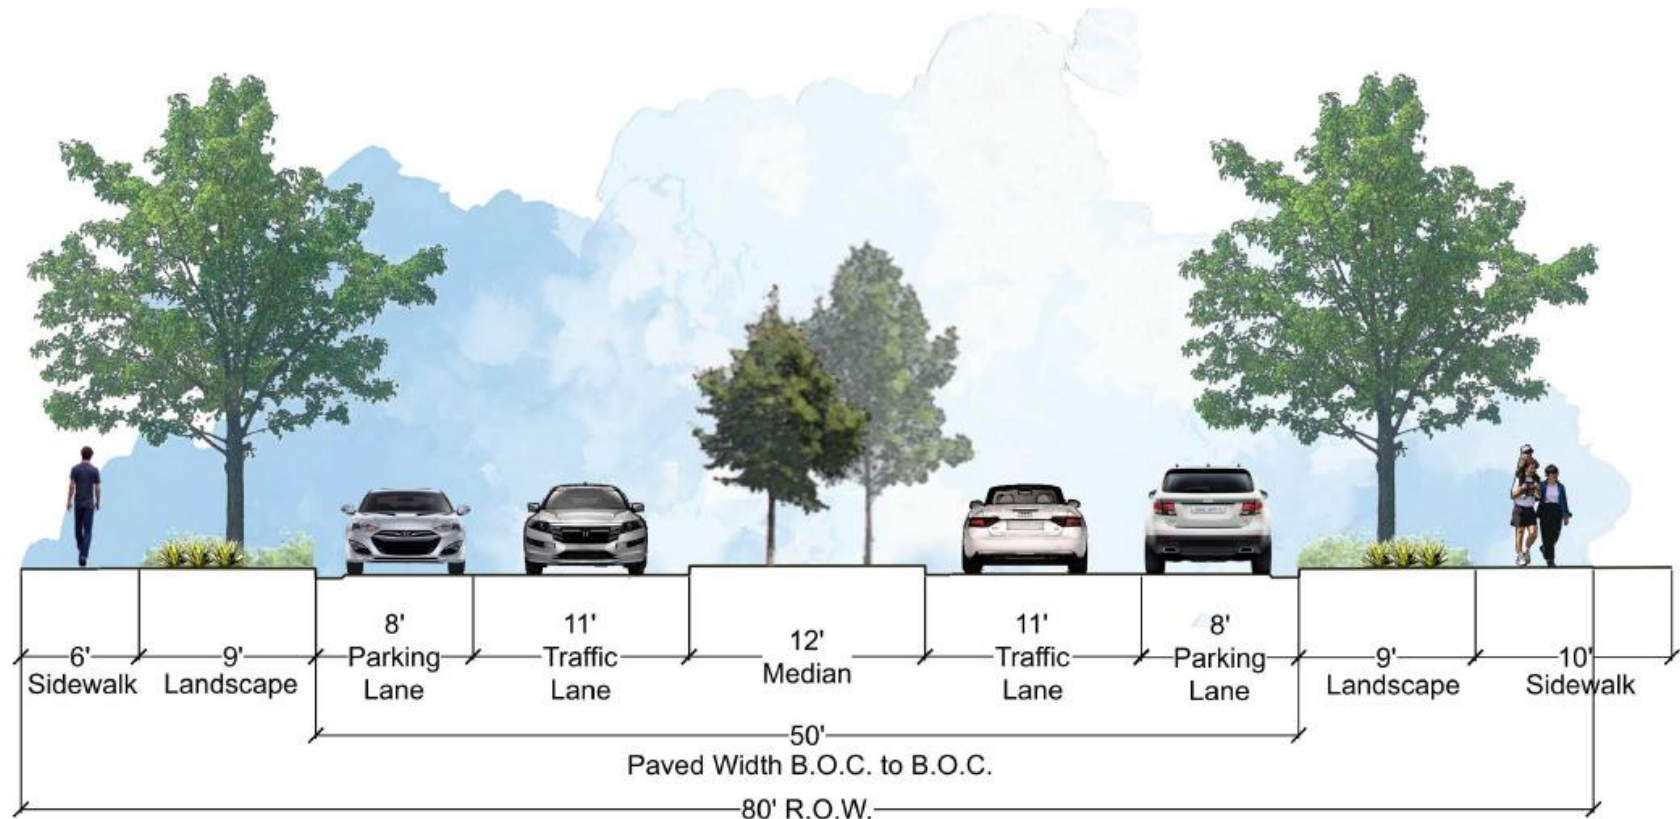 6'
Sidewalk
9'
Landscape
8'
Parking
Lane
11'
Traffic
Lane
12'
Median
11'
Traffic
Lane
8'
Parking
Lane
9'
Landscape
10'
Sidewalk
50'
Paved Width B.O.C. to B.O.C.
80' R.O.W.